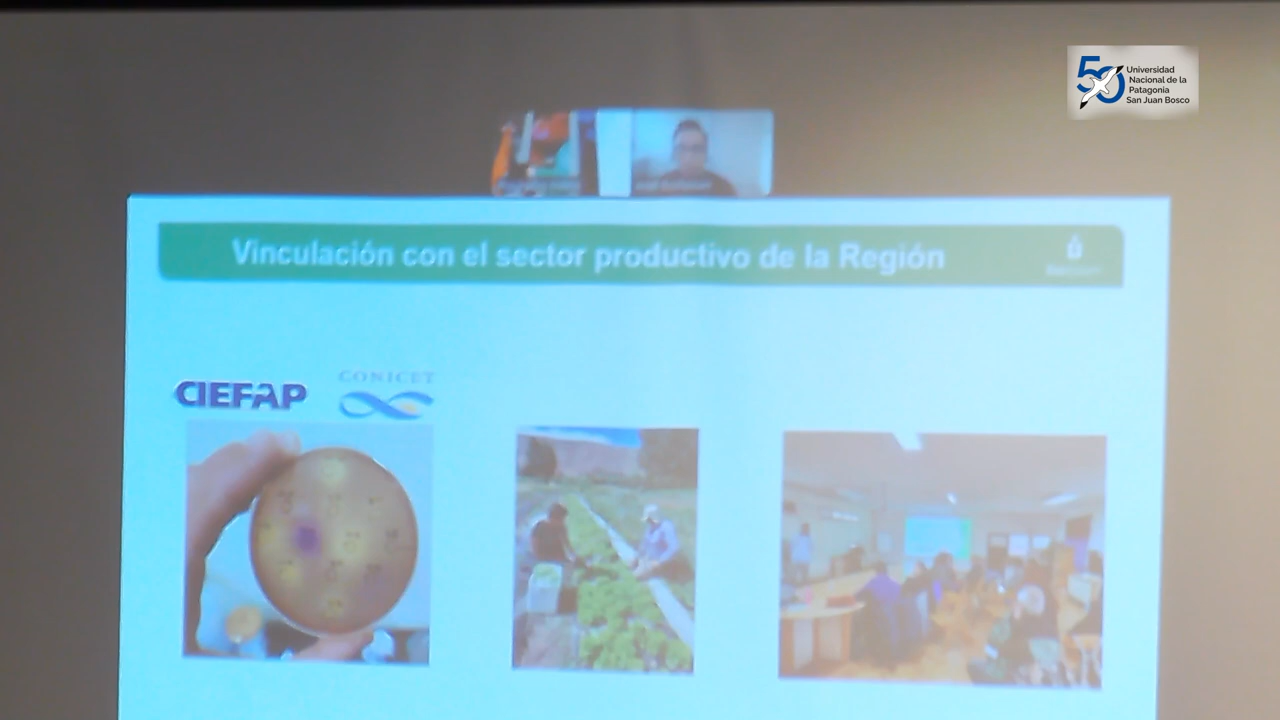 50
Universidad
Nacional de la
Patagonia
San Juan Bosco
Vinculación con el sector productivo de la Región
CIEFAP
CONICET